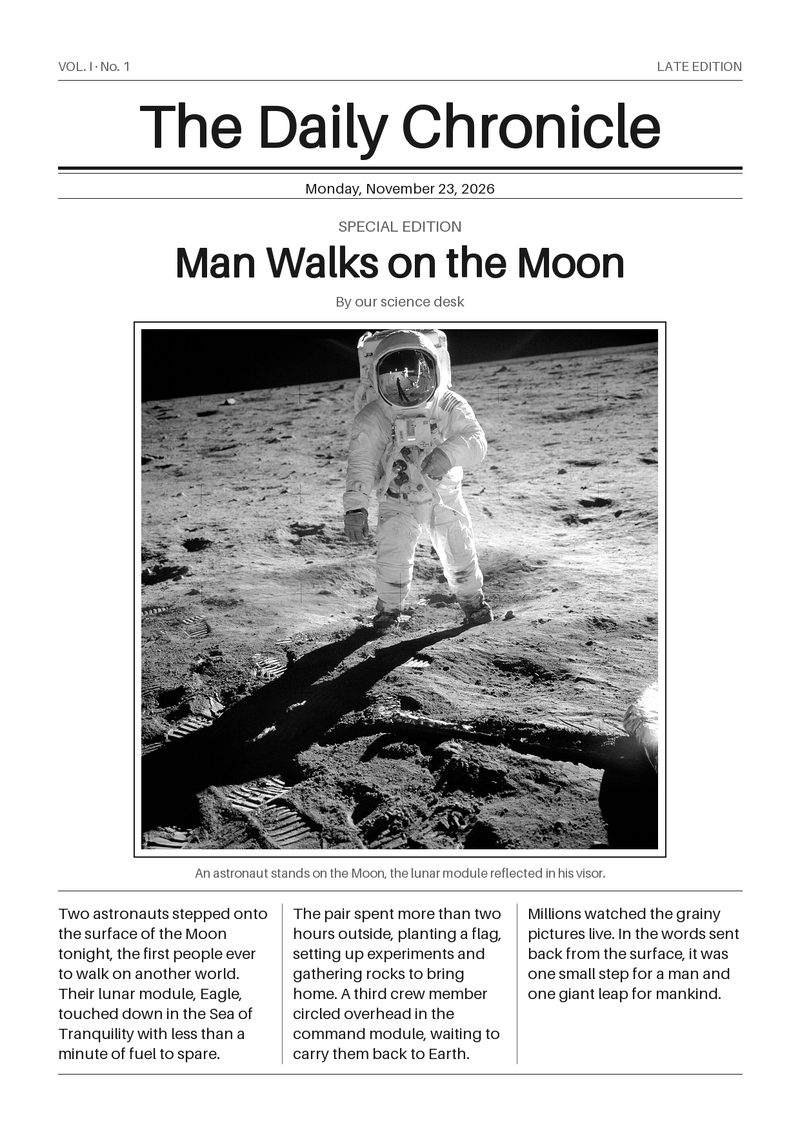 VOL. I · No. 1
LATE EDITION
The Daily Chronicle
Monday, November 23, 2026
SPECIAL EDITION
Man Walks on the Moon
By our science desk
An astronaut stands on the Moon, the lunar module reflected in his visor.
Two astronauts stepped onto
the surface of the Moon
tonight, the first people ever
to walk on another world.
Their lunar module, Eagle,
touched down in the Sea of
Tranquility with less than a
minute of fuel to spare.
The pair spent more than two
hours outside, planting a flag,
setting up experiments and
gathering rocks to bring
home. A third crew member
circled overhead in the
command module, waiting to
carry them back to Earth.
Millions watched the grainy
pictures live. In the words sent
back from the surface, it was
one small step for a man and
one giant leap for mankind.